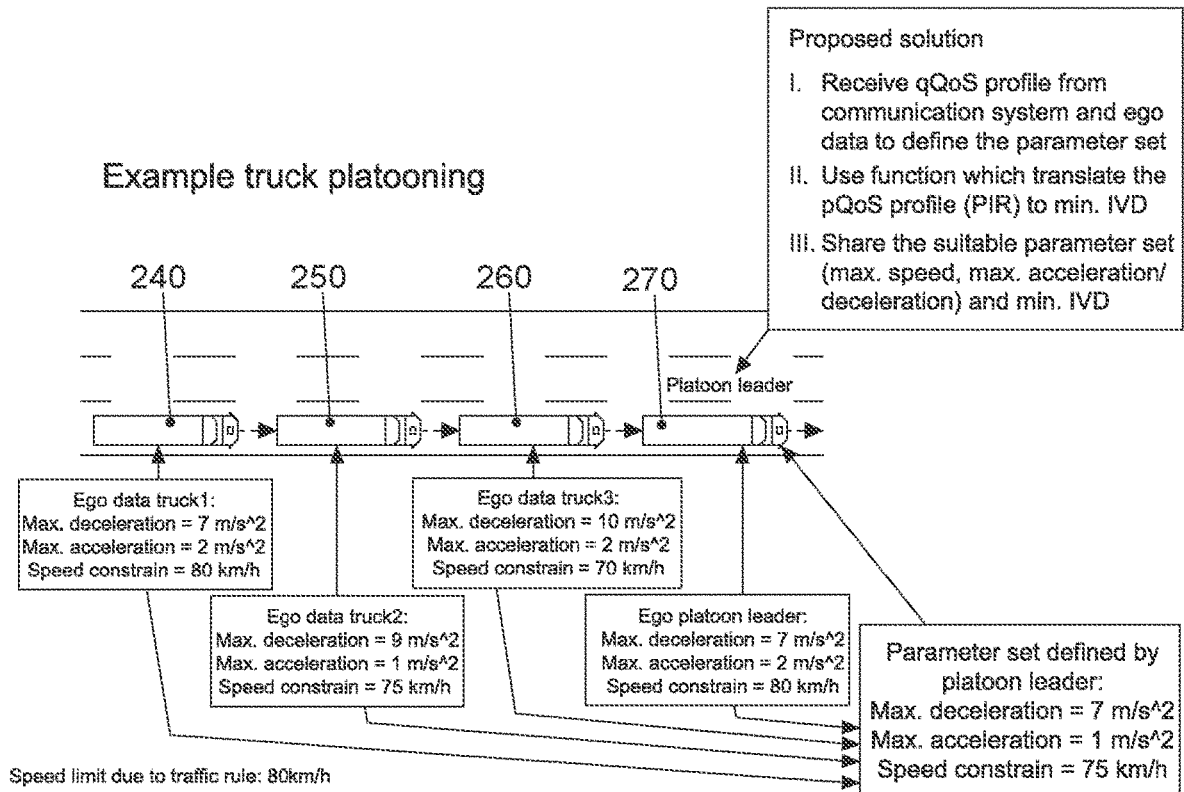 Proposed solution
I. Receive qQoS profile from
communication system and ego
data to define the parameter set
II. Use function which translate the
pQoS profile (PIR) to min. IVD
III. Share the suitable parameter set
(max. speed, max. acceleration/
deceleration) and min. IVD
Example truck platooning
240
250
260
270
Platoon leader
Ego data truck1:
Max. deceleration = 7 m/s^2
Max. acceleration = 2 m/s^2
Speed constrain = 80 km/h
Ego data truck2:
Max. deceleration = 9 m/s^2
Max. acceleration = 1 m/s^2
Speed constrain = 75 km/h
Ego data truck3:
Max. deceleration = 10 m/s^2
Max. acceleration = 2 m/s^2
Speed constrain = 70 km/h
Ego platoon leader:
Max. deceleration = 7 m/s^2
Max. acceleration = 2 m/s^2
Speed constrain = 80 km/h
Parameter set defined by
platoon leader:
Max. deceleration = 7 m/s^2
Max. acceleration = 1 m/s^2
Speed constrain = 75 km/h
Speed limit due to traffic rule: 80km/h